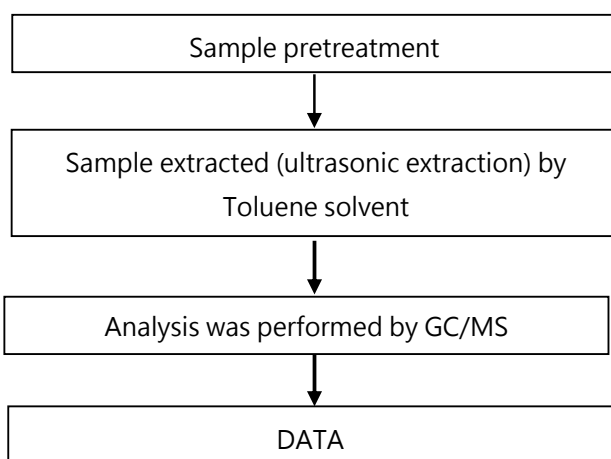 Sample pretreatment
Sample extracted (ultrasonic extraction) by
Toluene solvent
Analysis was performed by GC/MS
DATA